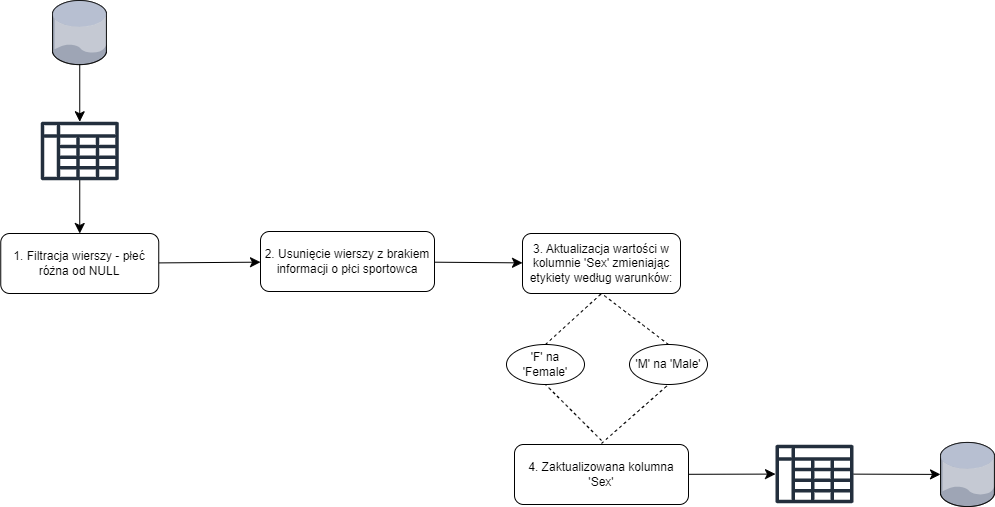 1. Filtracja wierszy - płeć
różna od NULL
2. Usunięcie wierszy z brakiem
informacji o płci sportowca
3. Aktualizacja wartości w
kolumnie 'Sex' zmieniając
etykiety według warunków:
'F' na
'Female'
'M' na 'Male'
4. Zaktualizowana kolumna
'Sex'